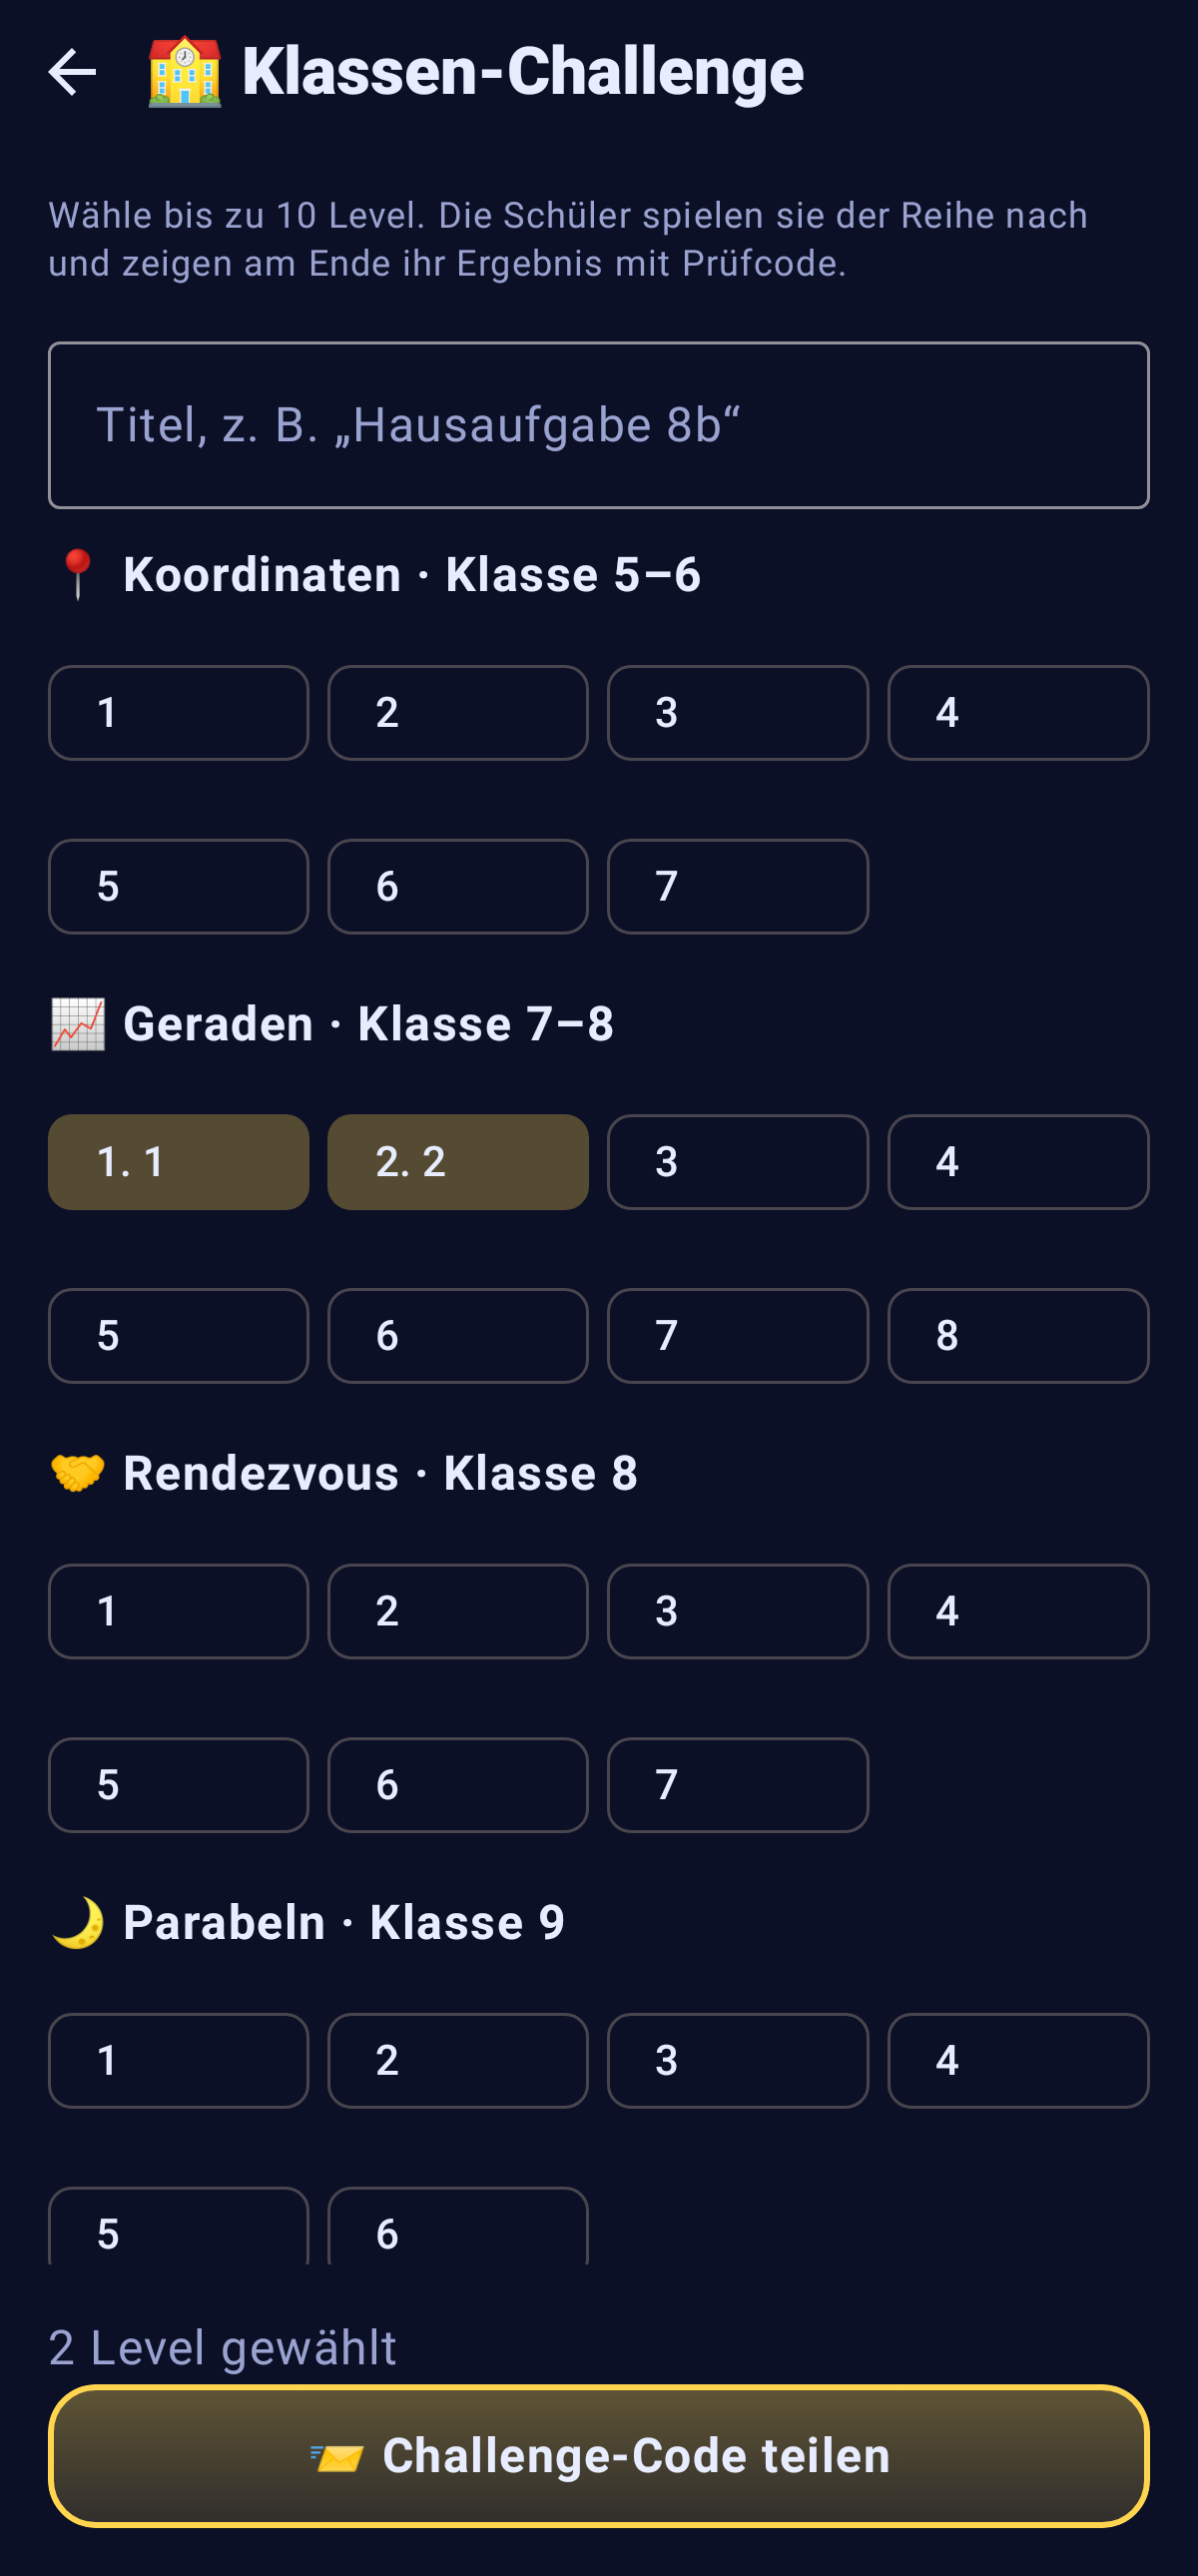 Klassen-Challenge
Wähle bis zu 10 Level. Die Schüler spielen sie der Reihe nach
und zeigen am Ende ihr Ergebnis mit Prüfcode.
Titel, z. B. „Hausaufgabe 8b“
Koordinaten · Klasse 5–6
1 2 3 4
5 6 7
Geraden · Klasse 7–8
1. 1 2. 2 3 4
5 6 7 8
Rendezvous · Klasse 8
1 2 3 4
5 6 7
Parabeln · Klasse 9
1 2 3 4
5 6
2 Level gewählt
Challenge-Code teilen